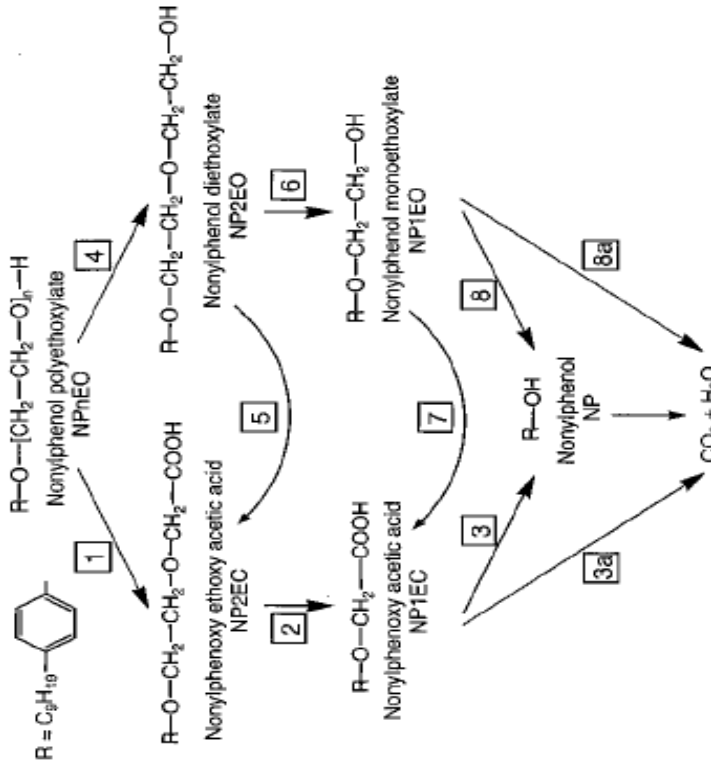 R = C₉H₁₉
R—O—[CH₂—CH₂—O]ₙ—H
Nonylphenol polyethoxylate
NPnEO
1
4
R—O—CH₂—CH₂—O—CH₂—COOH
Nonylphenoxy ethoxy acetic acid
NP2EC
R—O—CH₂—CH₂—O—CH₂—CH₂—OH
Nonylphenol diethoxylate
NP2EO
5
2
6
R—O—CH₂—COOH
Nonylphenoxy acetic acid
NP1EC
R—O—CH₂—CH₂—OH
Nonylphenol monoethoxylate
NP1EO
7
3
8
R—OH
Nonylphenol
NP
3a
8a
CO₂ + H₂O